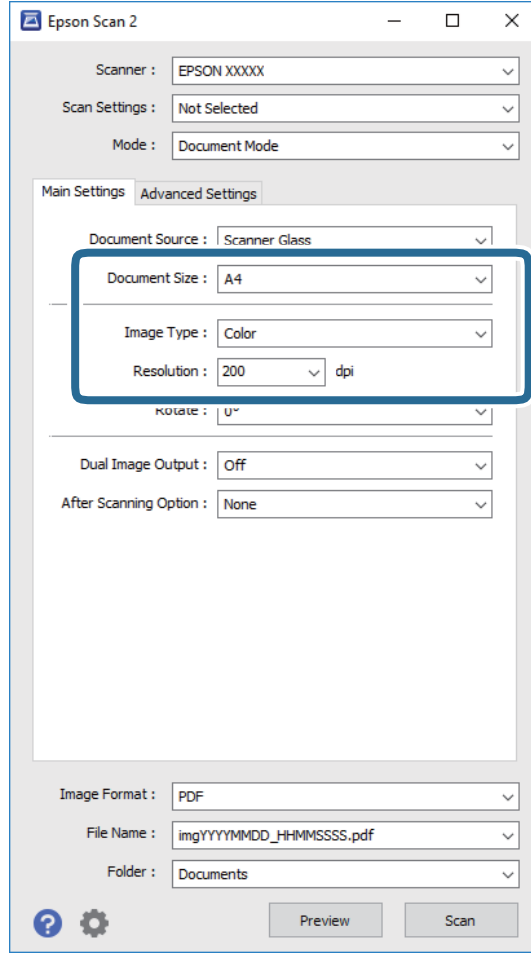 Epson Scan 2
Scanner : EPSON XXXXX
Scan Settings : Not Selected
Mode : Document Mode
Main Settings Advanced Settings
Document Source : Scanner Glass
Document Size : A4
Image Type : Color
Resolution : 200 dpi
Rotate : 0°
Dual Image Output : Off
After Scanning Option : None
Image Format : PDF
File Name : imgYYYYMMDD_HHMMSSSS.pdf
Folder : Documents
? Preview Scan